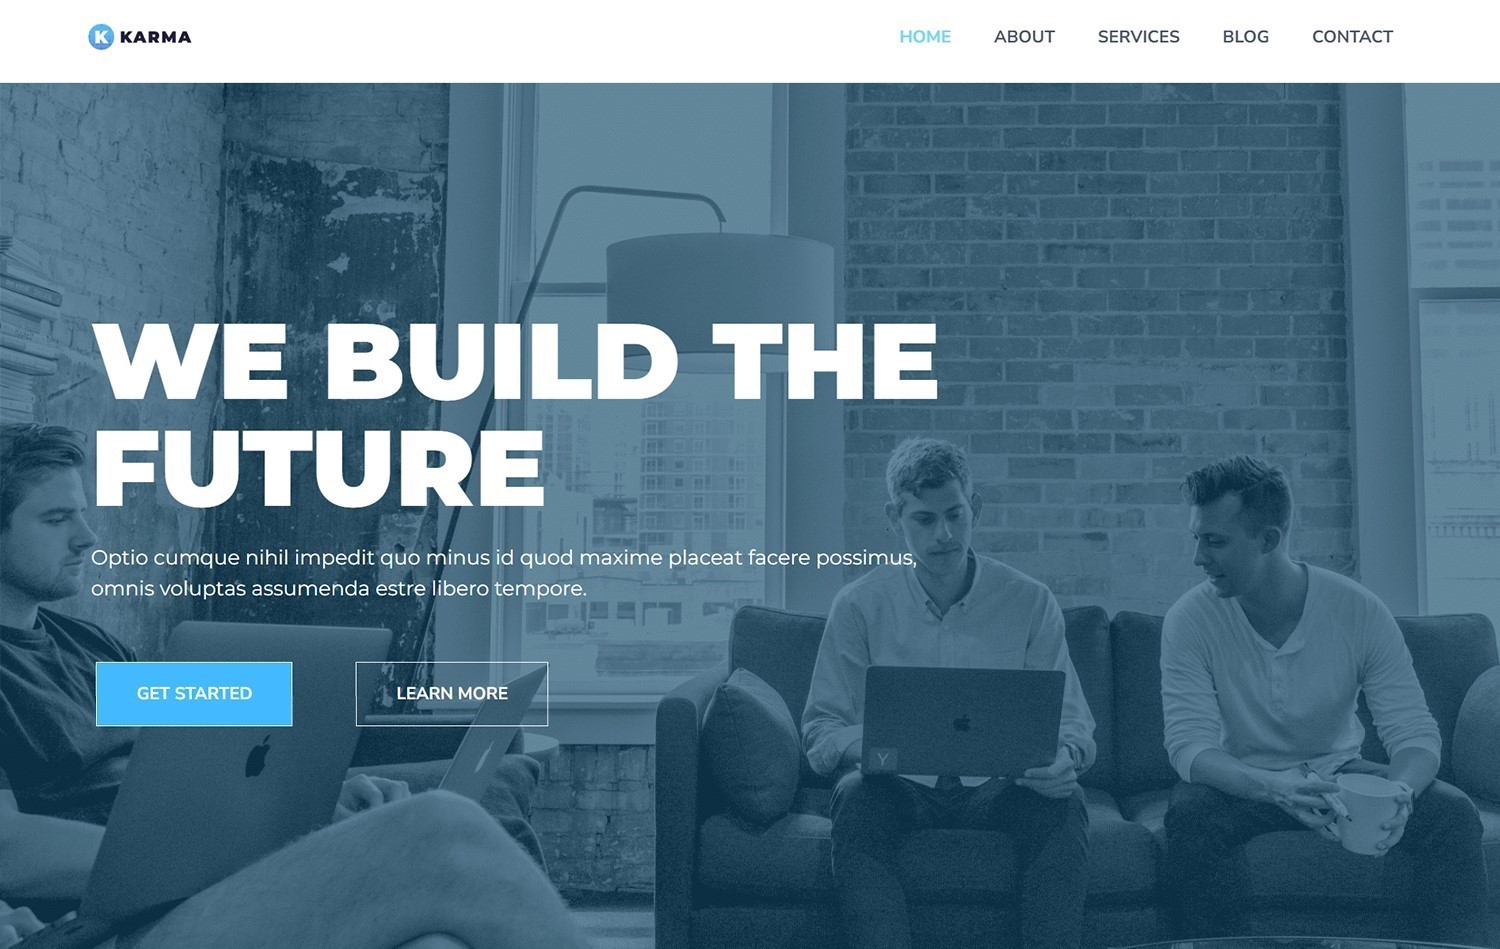 K KARMA
HOME ABOUT SERVICES BLOG CONTACT
WE BUILD THE
FUTURE
Optio cumque nihil impedit quo minus id quod maxime placeat facere possimus,
omnis voluptas assumenda estre libero tempore.
GET STARTED LEARN MORE
Y